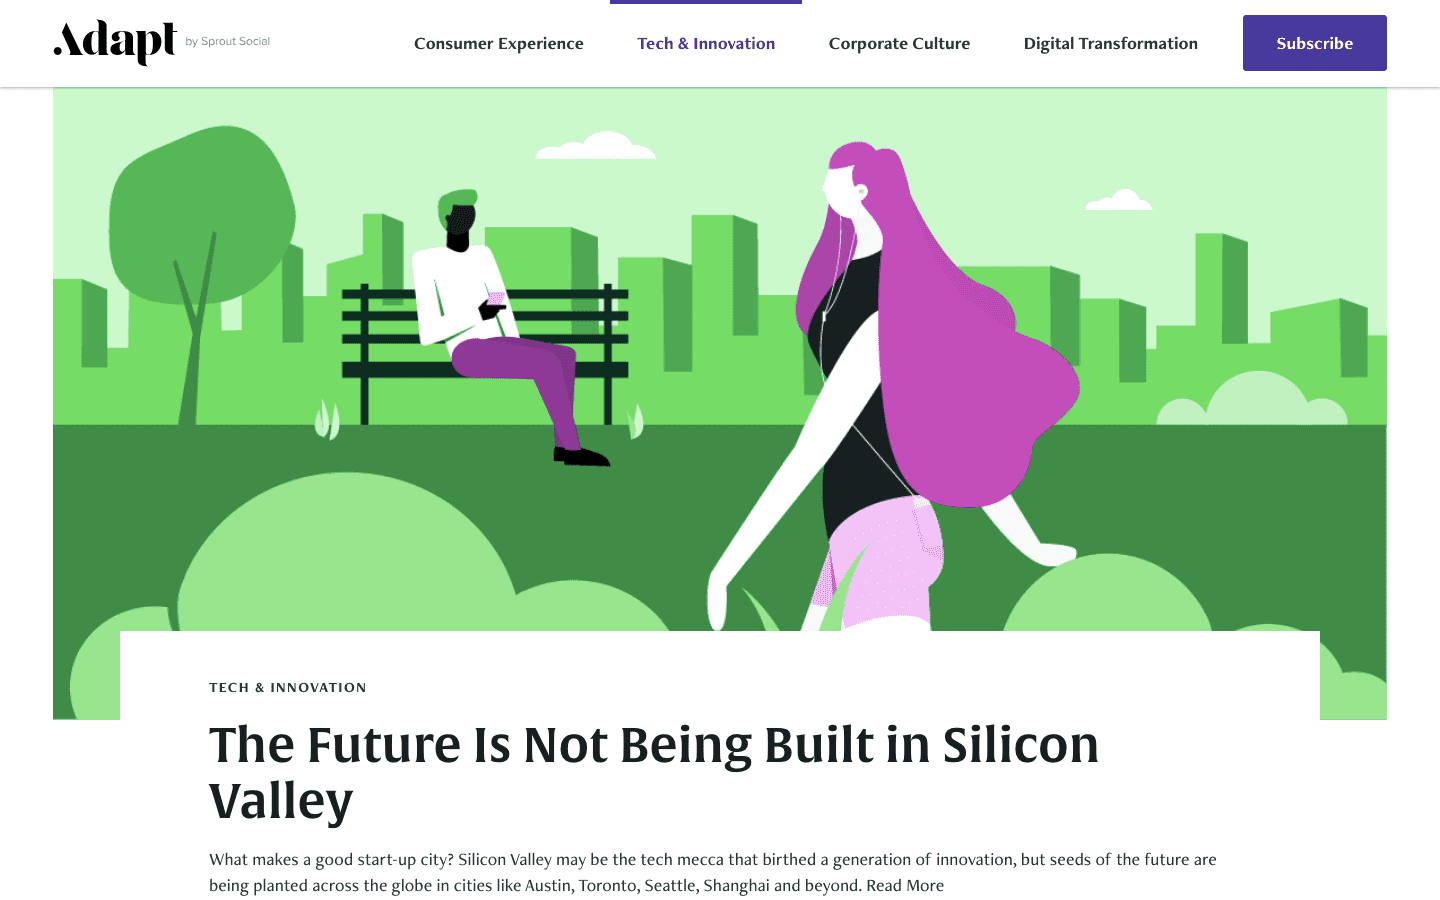 Adapt by Sprout Social
Consumer Experience
Tech & Innovation
Corporate Culture
Digital Transformation
Subscribe
TECH & INNOVATION
The Future Is Not Being Built in Silicon
Valley
What makes a good start-up city? Silicon Valley may be the tech mecca that birthed a generation of innovation, but seeds of the future are
being planted across the globe in cities like Austin, Toronto, Seattle, Shanghai and beyond. Read More